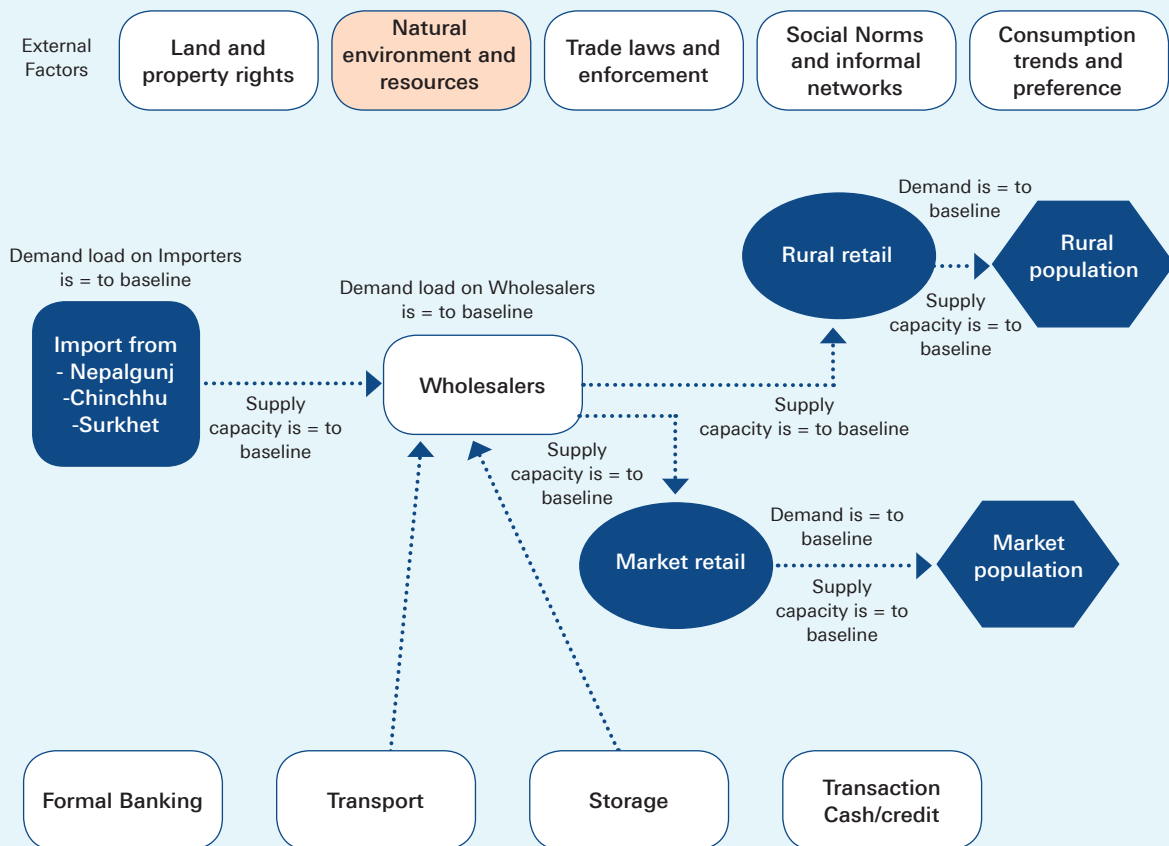 External
Factors
Land and
property rights
Natural
environment and
resources
Trade laws and
enforcement
Social Norms
and informal
networks
Consumption
trends and
preference
Demand load on Importers
is = to baseline
Import from
- Nepalgunj
-Chinchhu
-Surkhet
Supply
capacity is = to
baseline
Demand load on Wholesalers
is = to baseline
Wholesalers
Supply
capacity is = to baseline
Rural retail
Demand is = to
baseline
Supply
capacity is = to
baseline
Rural
population
Supply
capacity is = to
baseline
Market retail
Demand is = to
baseline
Supply
capacity is = to
baseline
Market
population
Formal Banking
Transport
Storage
Transaction
Cash/credit